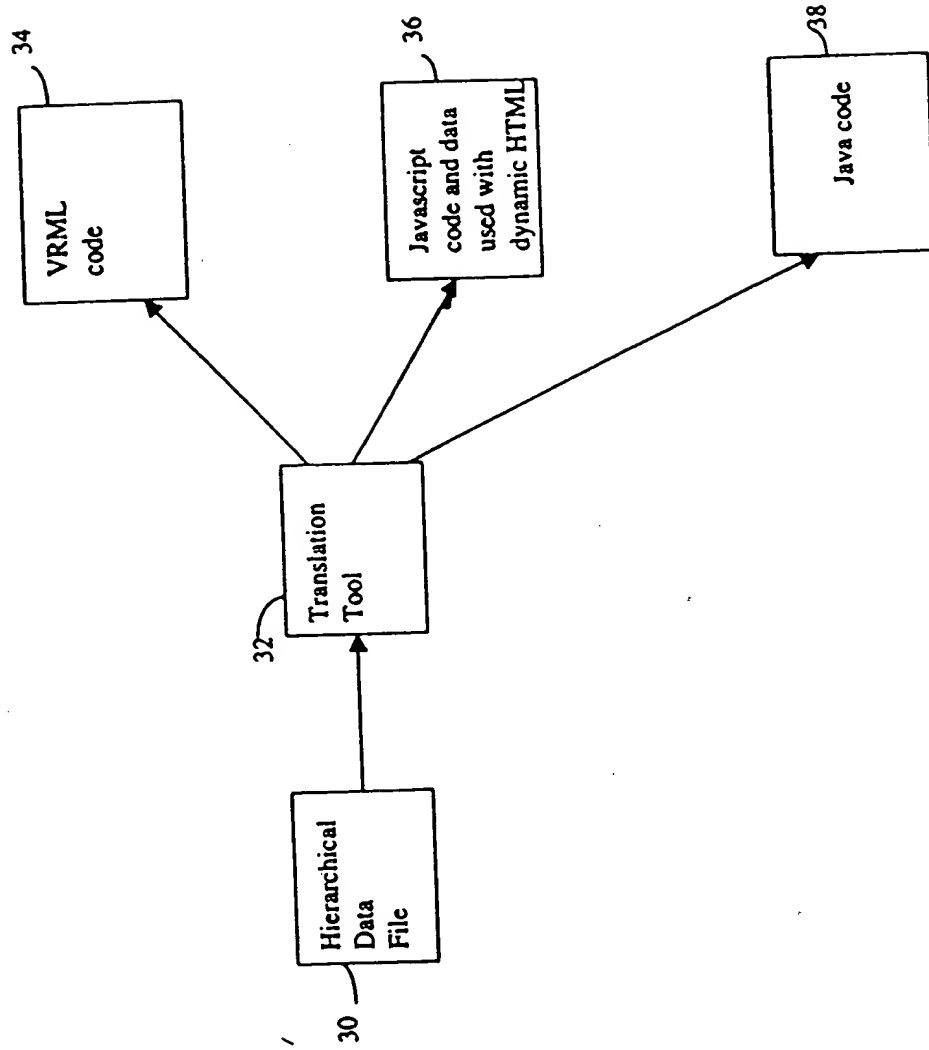 34
VRML
code
36
Javascript
code and data
used with
dynamic HTML
38
Java code
32
Translation
Tool
Hierarchical
Data
File
30